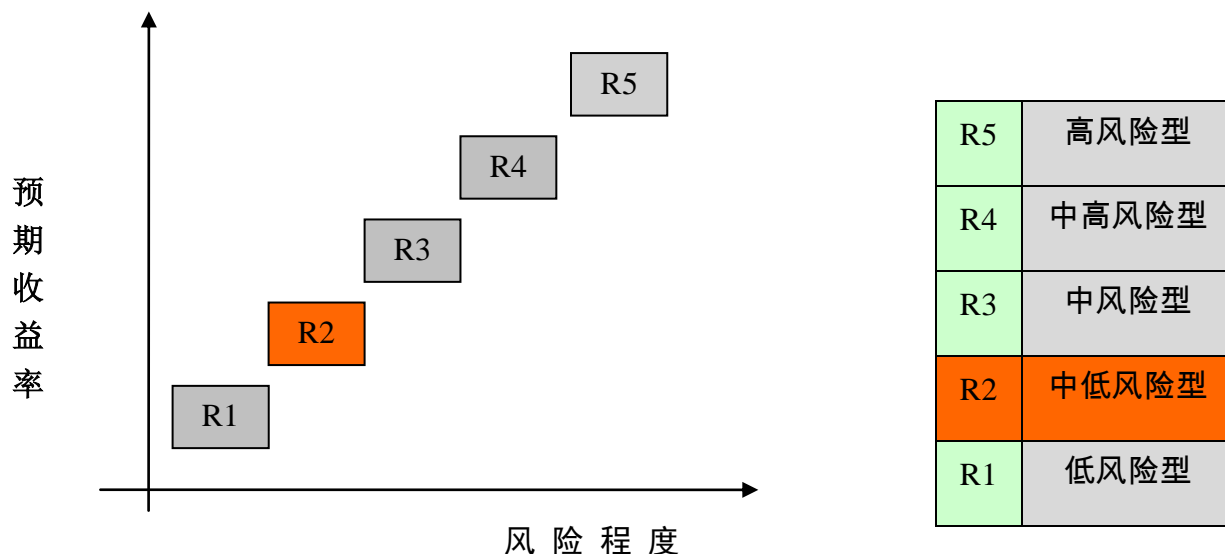 预期收益率
R5
R4
R3
R2
R1
风险程度
R5 高风险型
R4 中高风险型
R3 中风险型
R2 中低风险型
R1 低风险型